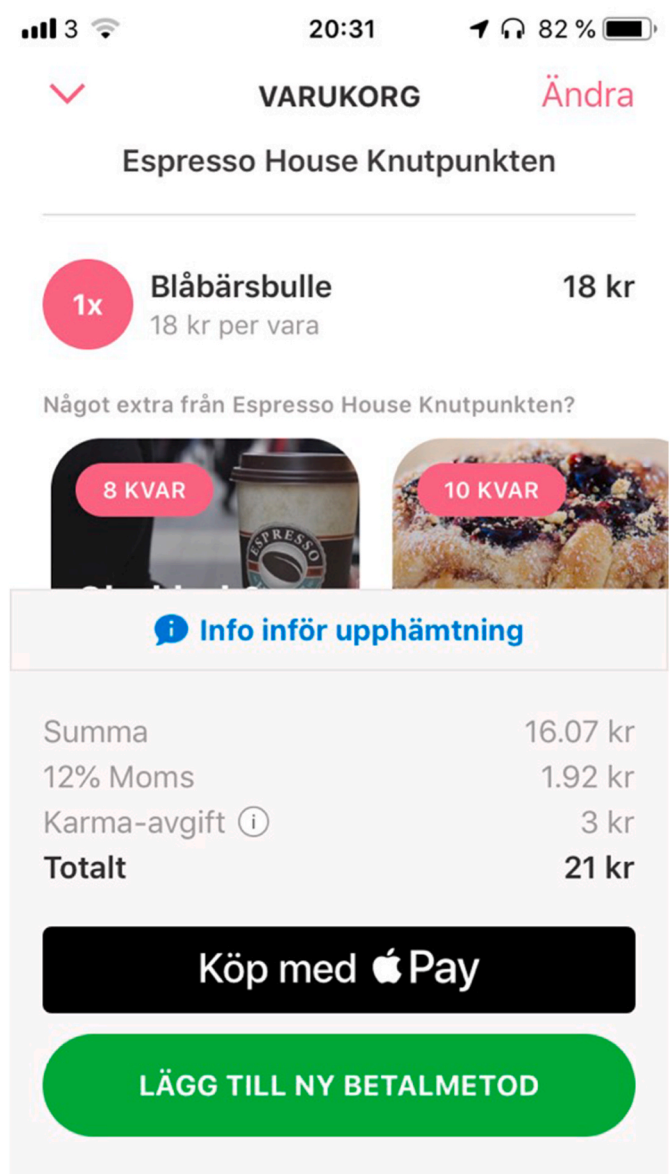 3 20:31 82 %
VARUKORG Ändra
Espresso House Knutpunkten
1x Blåbärsbulle 18 kr
18 kr per vara
Något extra från Espresso House Knutpunkten?
8 KVAR 10 KVAR
ESPRESSO
Info inför upphämtning
Summa 16.07 kr
12% Moms 1.92 kr
Karma-avgift 3 kr
Totalt 21 kr
Köp med Pay
LÄGG TILL NY BETALMETOD